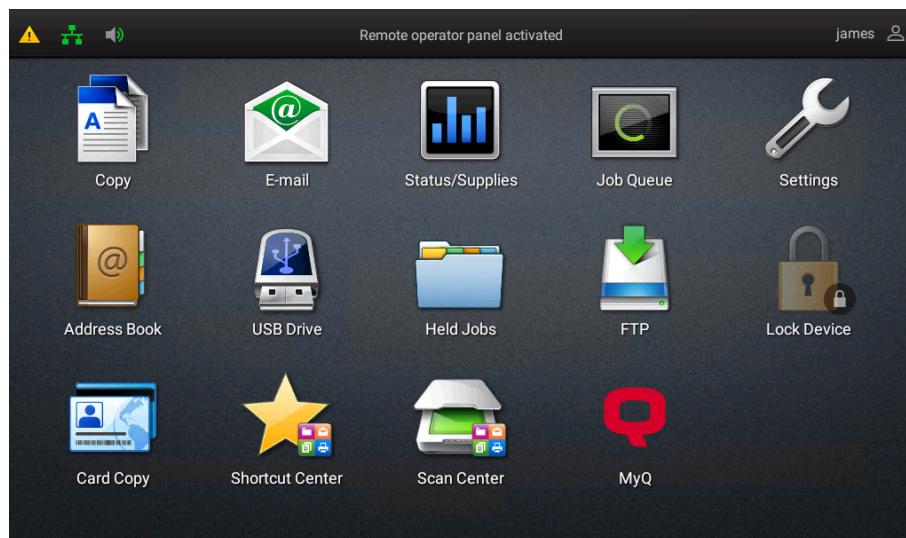 Remote operator panel activated
james
Copy
E-mail
Status/Supplies
Job Queue
Settings
Address Book
USB Drive
Held Jobs
FTP
Lock Device
Card Copy
Shortcut Center
Scan Center
MyQ